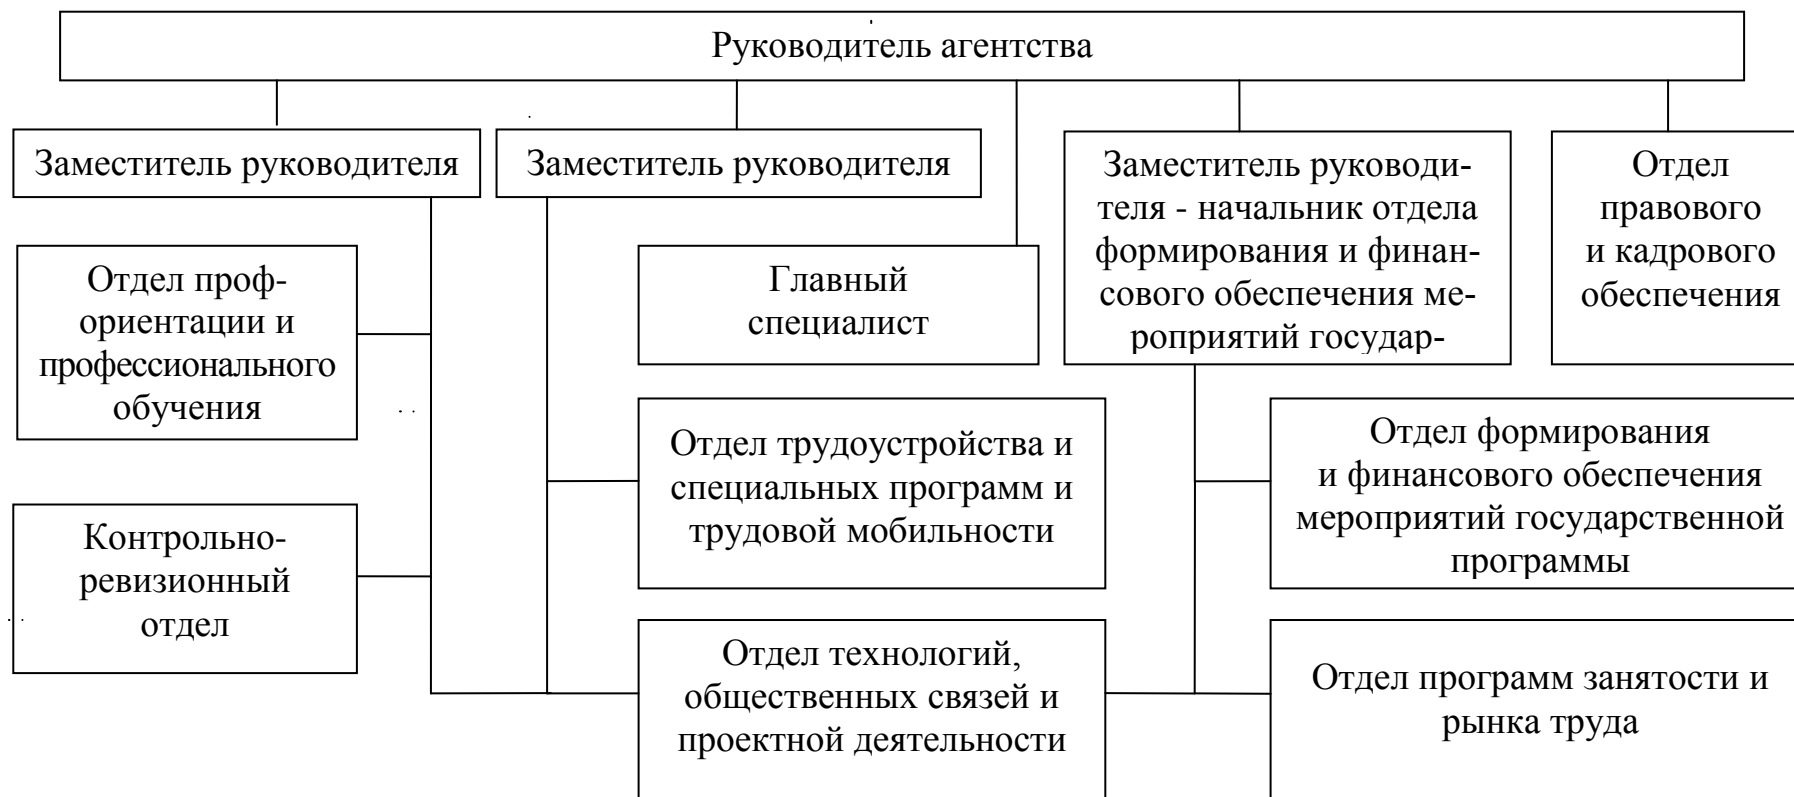 Руководитель агентства
Заместитель руководителя
Заместитель руководителя
Заместитель руководи-
теля - начальник отдела
формирования и финан-
сового обеспечения ме-
роприятий государ-
Отдел
правового
и кадрового
обеспечения
Отдел проф-
ориентации и
профессионального
обучения
Главный
специалист
Отдел трудоустройства и
специальных программ и
трудовой мобильности
Отдел формирования
и финансового обеспечения
мероприятий государственной
программы
Контрольно-
ревизионный
отдел
Отдел технологий,
общественных связей и
проектной деятельности
Отдел программ занятости и
рынка труда